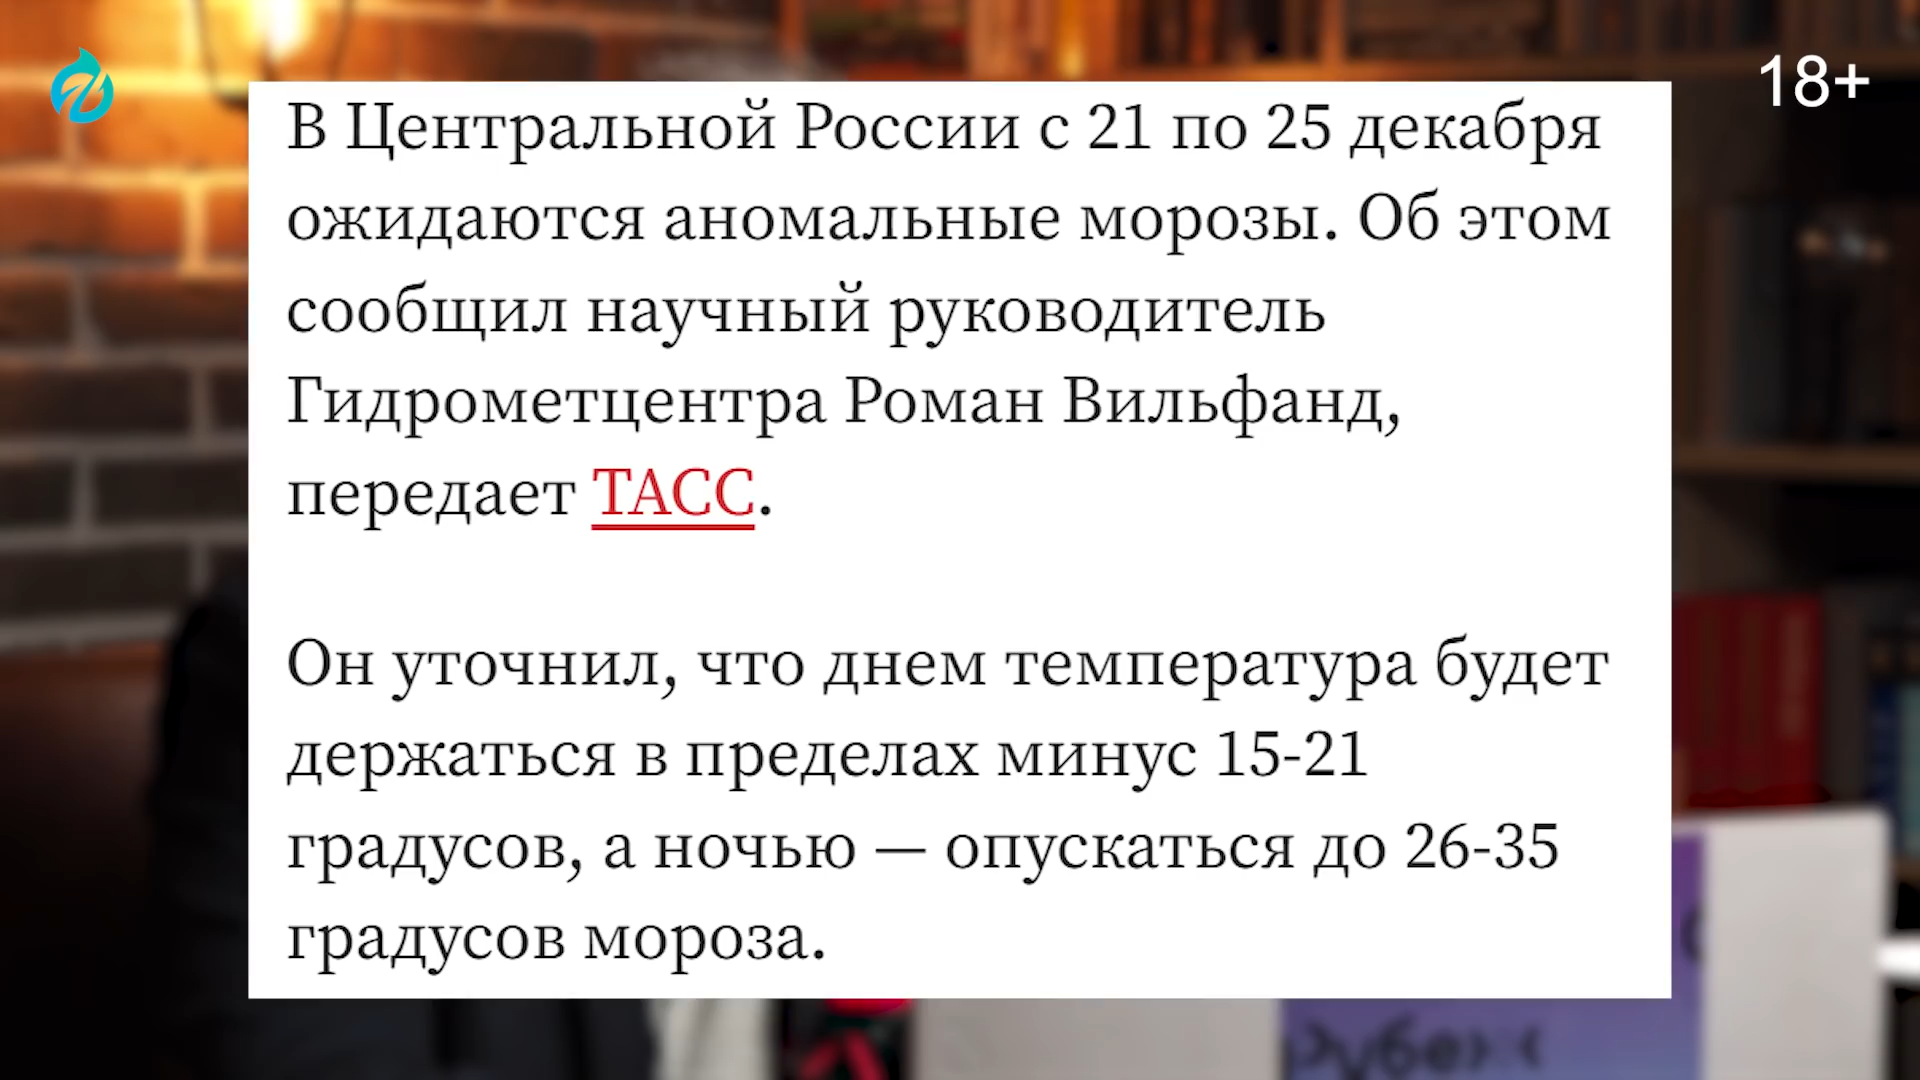 18+
В Центральной России с 21 по 25 декабря
ожидаются аномальные морозы. Об этом
сообщил научный руководитель
Гидрометцентра Роман Вильфанд,
передает ТАСС.
Он уточнил, что днем температура будет
держаться в пределах минус 15-21
градусов, а ночью — опускаться до 26-35
градусов мороза.